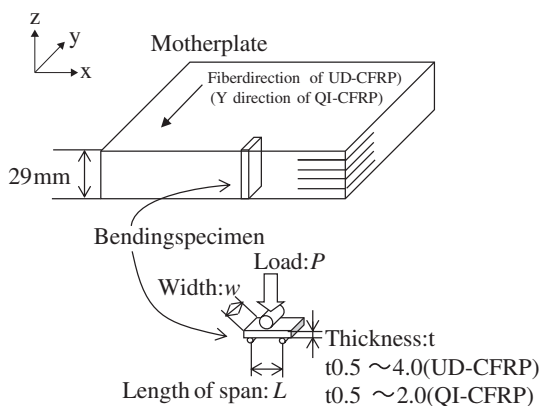 z
y
x
Motherplate
Fiberdirection of UD-CFRP)
(Y direction of QI-CFRP)
29mm
Bendingspecimen
Load:P
Width:w
Thickness:t
t0.5 ～4.0(UD-CFRP)
t0.5 ～2.0(QI-CFRP)
Length of span: L